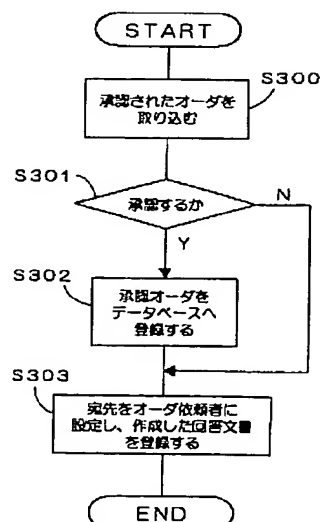 START
S300
承認されたオーダを
取り込む
S301
承認するか
N
Y
S302
承認オーダを
データベースへ
登録する
S303
宛先をオーダ依頼者に
設定し、作成した回答文書
を登録する
END